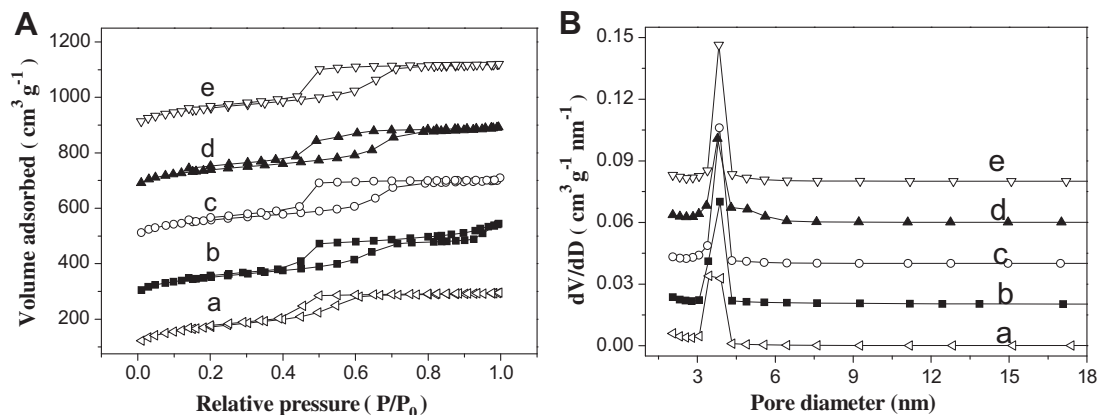 A
1200
1000
800
600
400
200
Volume adsorbed ( cm³ g⁻¹ )
e
d
c
b
a
0.0 0.2 0.4 0.6 0.8 1.0
Relative pressure ( P/P₀ )
B
0.15
0.12
0.09
0.06
0.03
0.00
dV/dD ( cm³ g⁻¹ nm⁻¹ )
e
d
c
b
a
3 6 9 12 15 18
Pore diameter (nm)